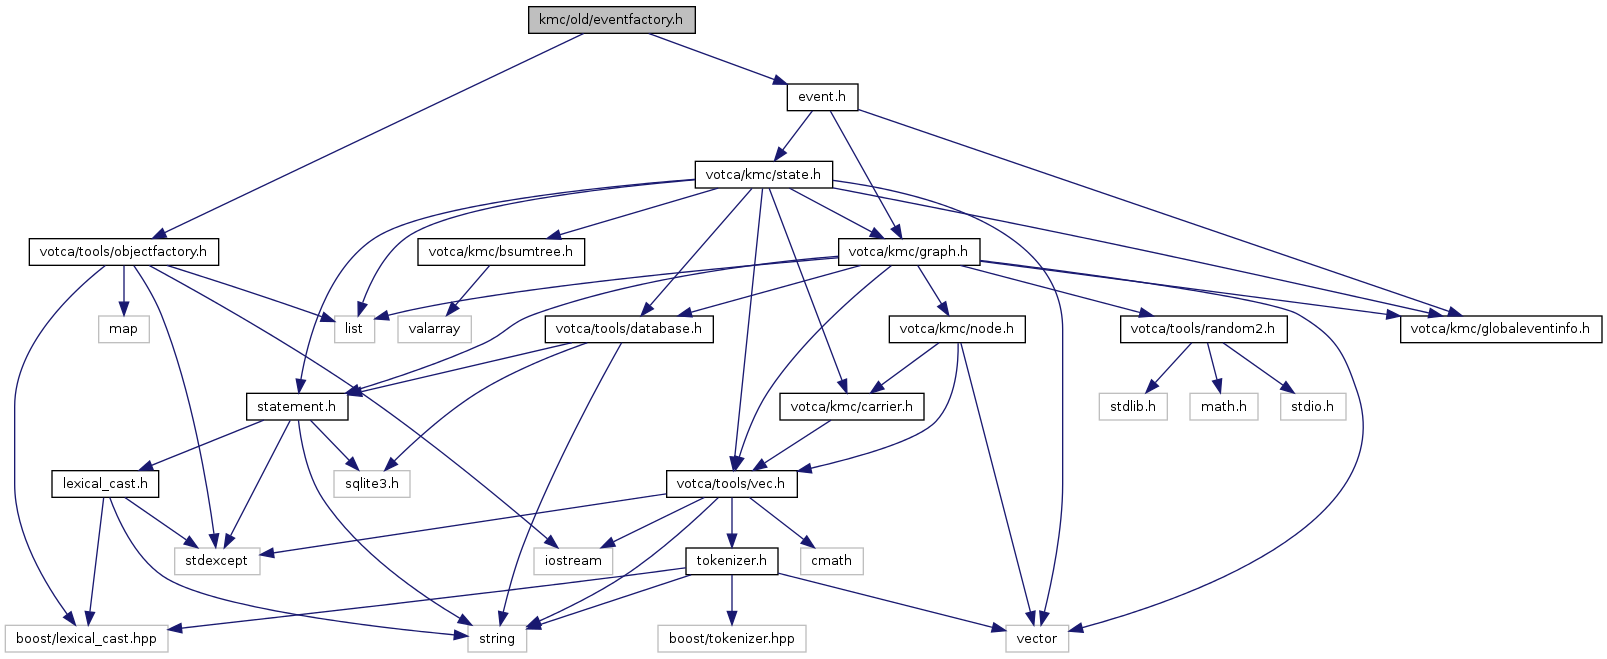 kmc/old/eventfactory.h
event.h
votca/kmc/state.h
votca/tools/objectfactory.h
votca/kmc/bsumtree.h
votca/kmc/graph.h
map
list
valarray
votca/tools/database.h
votca/kmc/node.h
votca/tools/random2.h
votca/kmc/globaleventinfo.h
statement.h
votca/kmc/carrier.h
stdlib.h
math.h
stdio.h
lexical_cast.h
sqlite3.h
votca/tools/vec.h
stdexcept
iostream
tokenizer.h
cmath
boost/lexical_cast.hpp
string
boost/tokenizer.hpp
vector